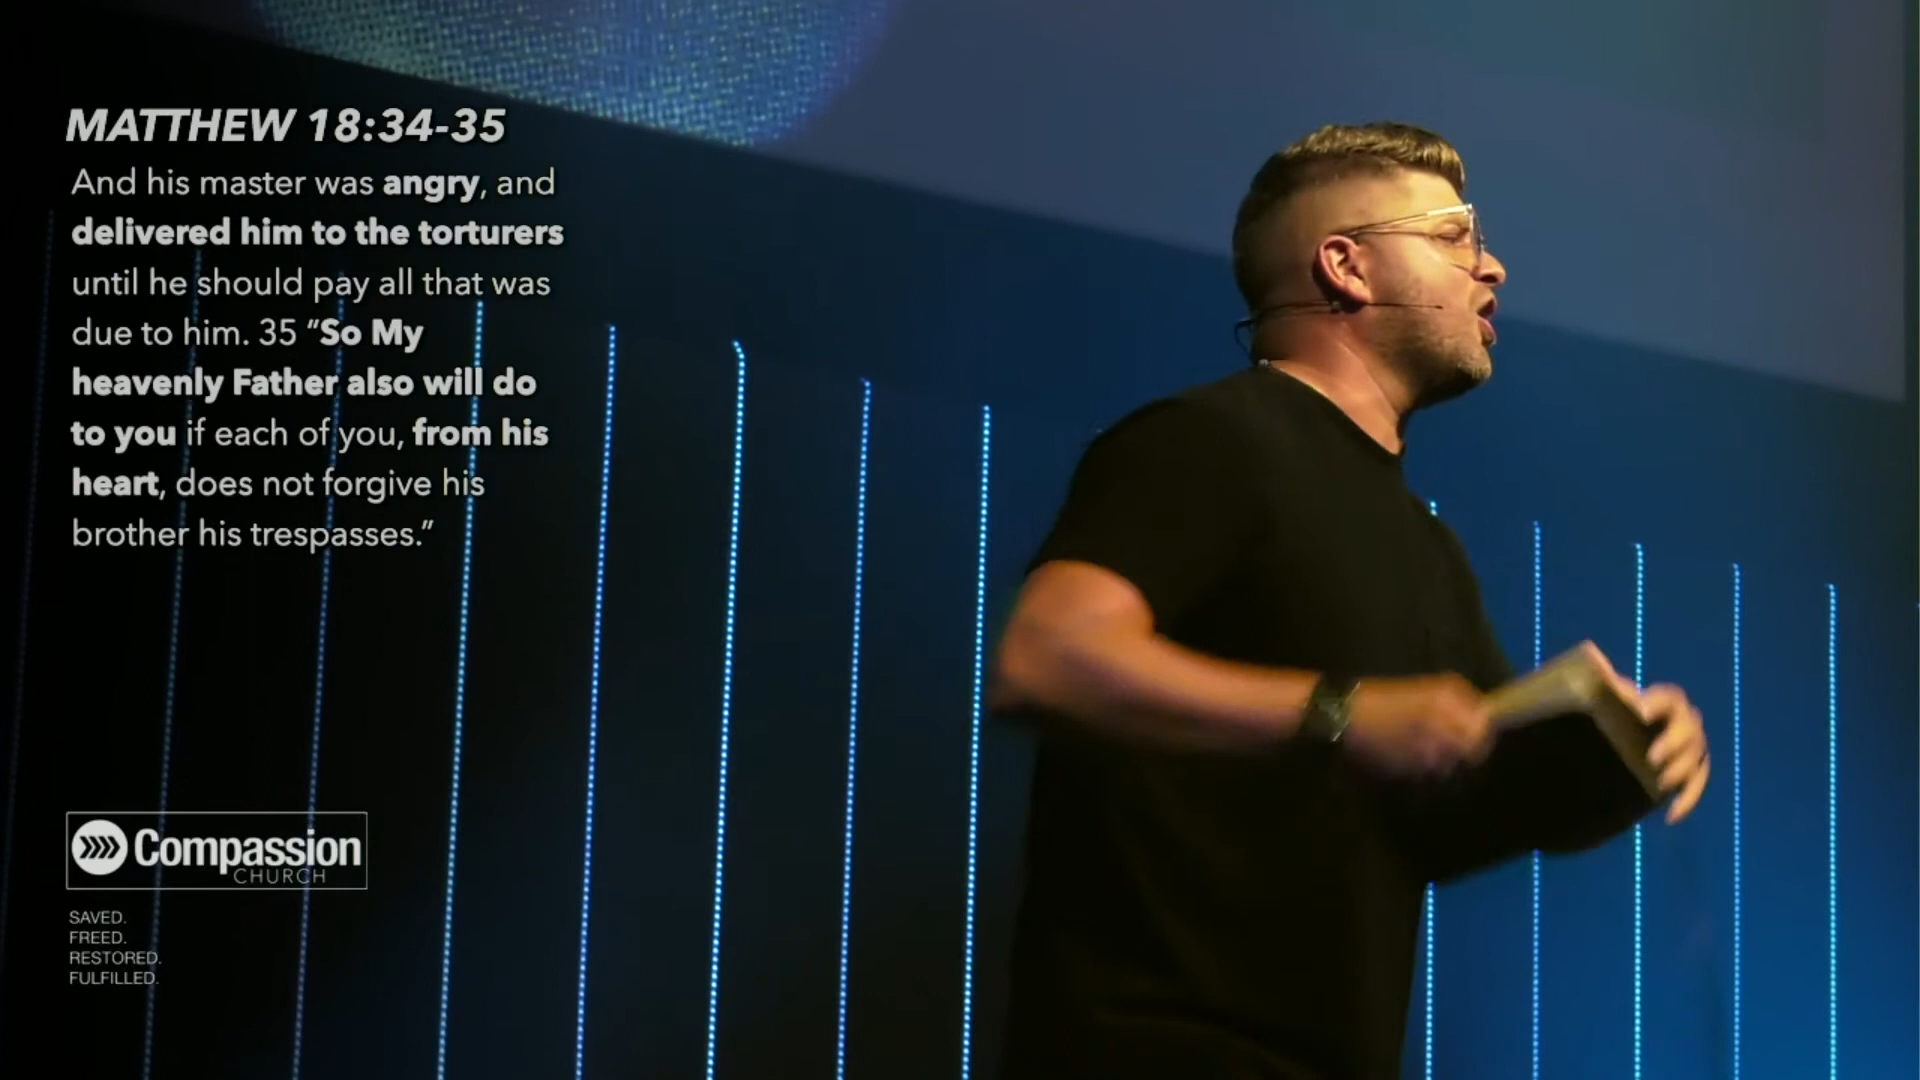 MATTHEW 18:34-35
And his master was angry, and
delivered him to the torturers
until he should pay all that was
due to him. 35 “So My
heavenly Father also will do
to you if each of you, from his
heart, does not forgive his
brother his trespasses.”
Compassion
CHURCH
SAVED.
FREED.
RESTORED.
FULFILLED.